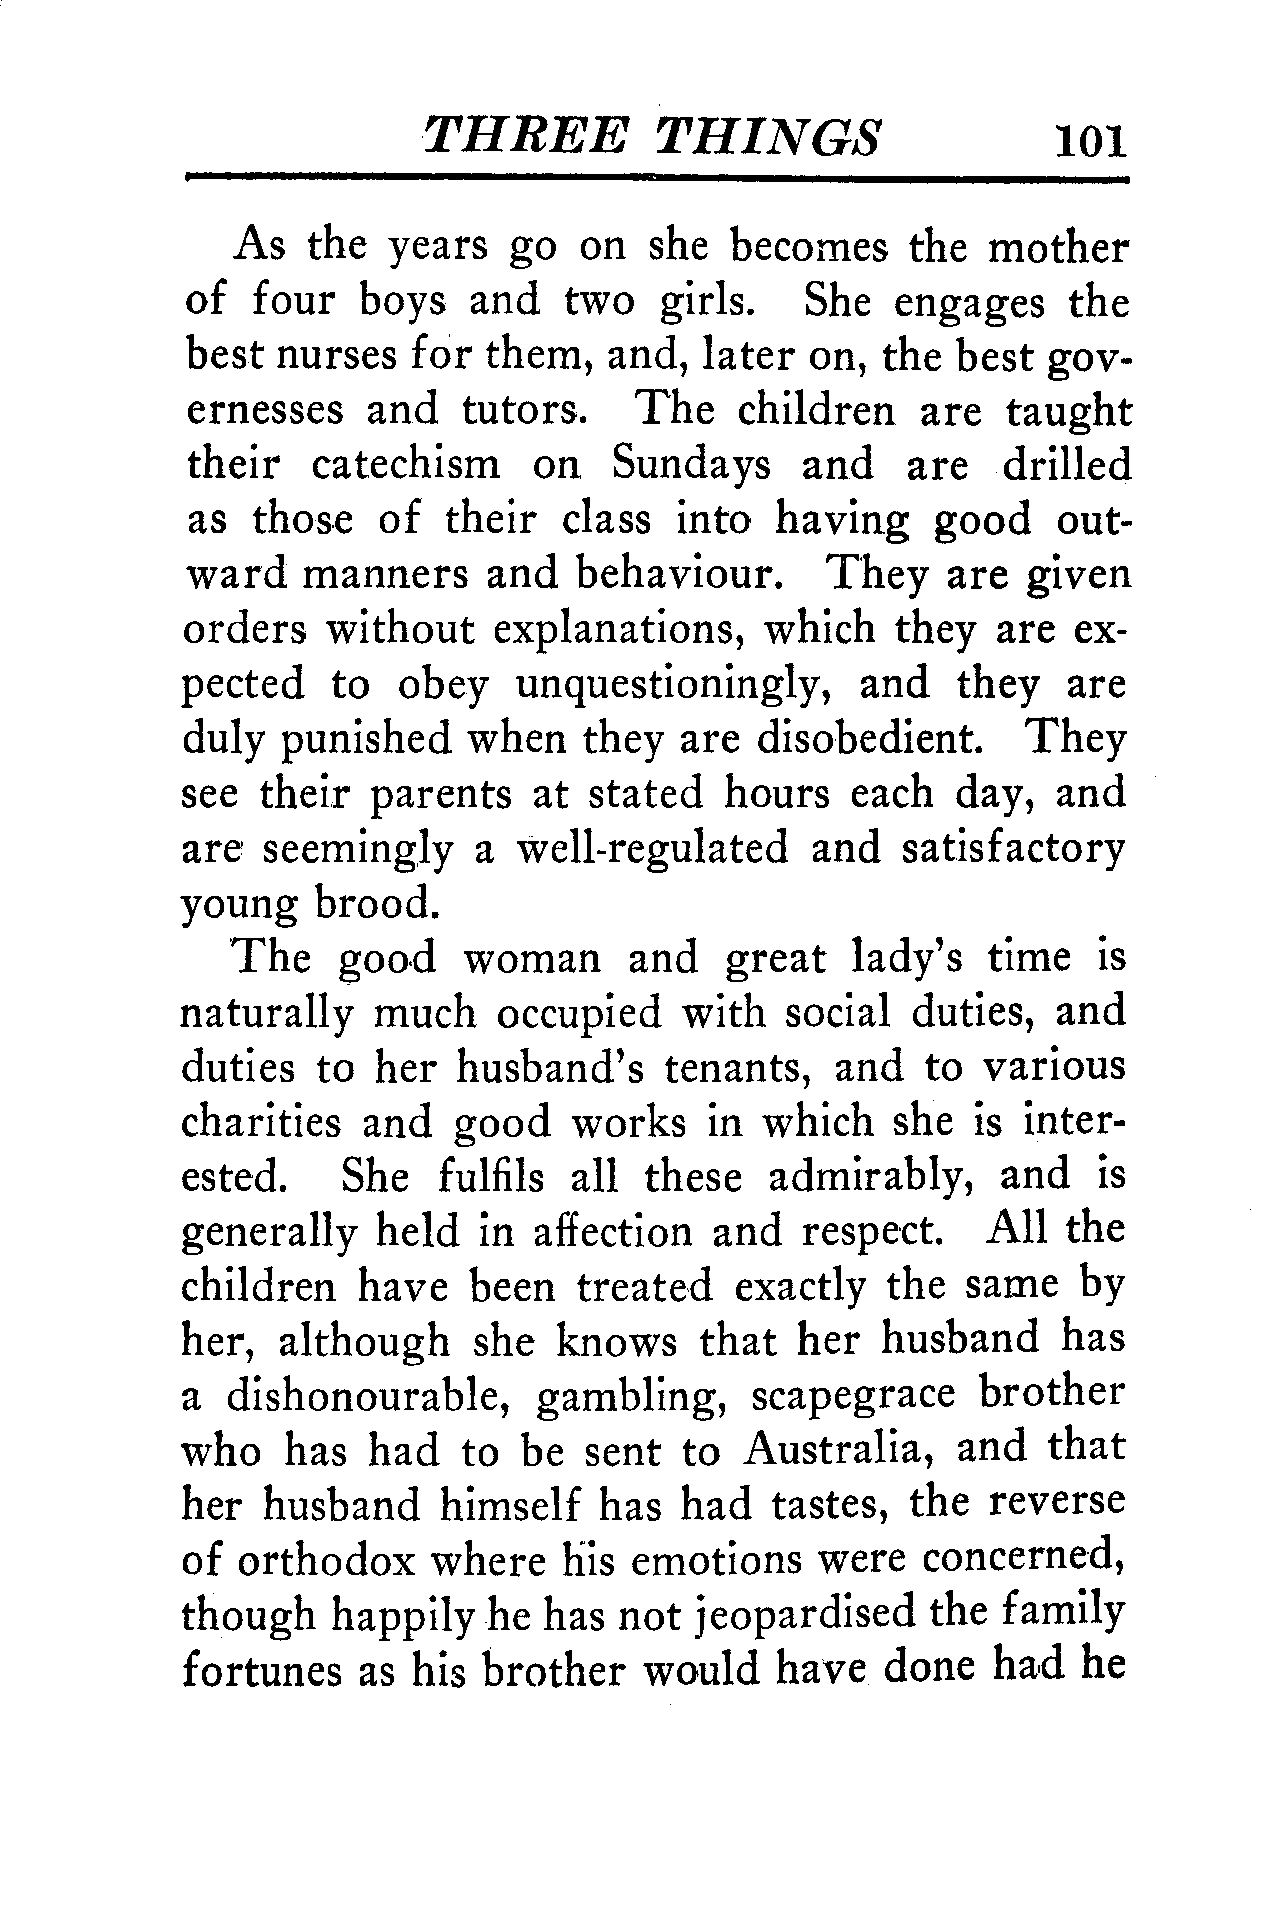 THREE THINGS 101
As the years go on she becomes the mother
of four boys and two girls. She engages the
best nurses for them, and, later on, the best gov-
ernesses and tutors. The children are taught
their catechism on Sundays and are drilled
as those of their class into having good out-
ward manners and behaviour. They are given
orders without explanations, which they are ex-
pected to obey unquestioningly, and they are
duly punished when they are disobedient. They
see their parents at stated hours each day, and
are seemingly a well-regulated and satisfactory
young brood.
The good woman and great lady's time is
naturally much occupied with social duties, and
duties to her husband's tenants, and to various
charities and good works in which she is inter-
ested. She fulfils all these admirably, and is
generally held in affection and respect. All the
children have been treated exactly the same by
her, although she knows that her husband has
a dishonourable, gambling, scapegrace brother
who has had to be sent to Australia, and that
her husband himself has had tastes, the reverse
of orthodox where his emotions were concerned,
though happily he has not jeopardised the family
fortunes as his brother would have done had he